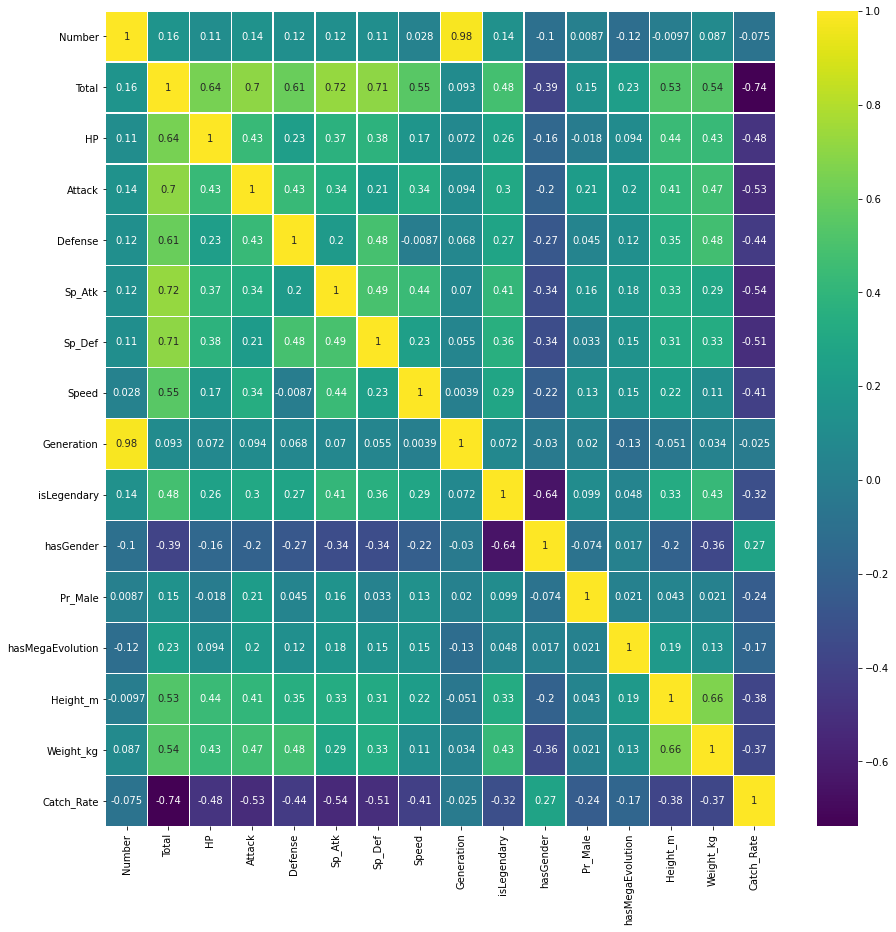 Number 1 0.16 0.11 0.14 0.12 0.12 0.11 0.028 0.98 0.14 -0.1 0.0087 -0.12 -0.0097 0.087 -0.075
Total 0.16 1 0.64 0.7 0.61 0.72 0.71 0.55 0.093 0.48 -0.39 0.15 0.23 0.53 0.54 -0.74
HP 0.11 0.64 1 0.43 0.23 0.37 0.38 0.17 0.072 0.26 -0.16 -0.018 0.094 0.44 0.43 -0.48
Attack 0.14 0.7 0.43 1 0.43 0.34 0.21 0.34 0.094 0.3 -0.2 0.21 0.2 0.41 0.47 -0.53
Defense 0.12 0.61 0.23 0.43 1 0.2 0.48 -0.0087 0.068 0.27 -0.27 0.045 0.12 0.35 0.48 -0.44
Sp_Atk 0.12 0.72 0.37 0.34 0.2 1 0.49 0.44 0.07 0.41 -0.34 0.16 0.18 0.33 0.29 -0.54
Sp_Def 0.11 0.71 0.38 0.21 0.48 0.49 1 0.23 0.055 0.36 -0.34 0.033 0.15 0.31 0.33 -0.51
Speed 0.028 0.55 0.17 0.34 -0.0087 0.44 0.23 1 0.0039 0.29 -0.22 0.13 0.15 0.22 0.11 -0.41
Generation 0.98 0.093 0.072 0.094 0.068 0.07 0.055 0.0039 1 0.072 -0.03 0.02 -0.13 -0.051 0.034 -0.025
isLegendary 0.14 0.48 0.26 0.3 0.27 0.41 0.36 0.29 0.072 1 -0.64 0.099 0.048 0.33 0.43 -0.32
hasGender -0.1 -0.39 -0.16 -0.2 -0.27 -0.34 -0.34 -0.22 -0.03 -0.64 1 -0.074 0.017 -0.2 -0.36 0.27
Pr_Male 0.0087 0.15 -0.018 0.21 0.045 0.16 0.033 0.13 0.02 0.099 -0.074 1 0.021 0.043 0.021 -0.24
hasMegaEvolution -0.12 0.23 0.094 0.2 0.12 0.18 0.15 0.15 -0.13 0.048 0.017 0.021 1 0.19 0.13 -0.17
Height_m -0.0097 0.53 0.44 0.41 0.35 0.33 0.31 0.22 -0.051 0.33 -0.2 0.043 0.19 1 0.66 -0.38
Weight_kg 0.087 0.54 0.43 0.47 0.48 0.29 0.33 0.11 0.034 0.43 -0.36 0.021 0.13 0.66 1 -0.37
Catch_Rate -0.075 -0.74 -0.48 -0.53 -0.44 -0.54 -0.51 -0.41 -0.025 -0.32 0.27 -0.24 -0.17 -0.38 -0.37 1
Number Total HP Attack Defense Sp_Atk Sp_Def Speed Generation isLegendary hasGender Pr_Male hasMegaEvolution Height_m Weight_kg Catch_Rate
1.0
0.8
0.6
0.4
0.2
0.0
−0.2
−0.4
−0.6